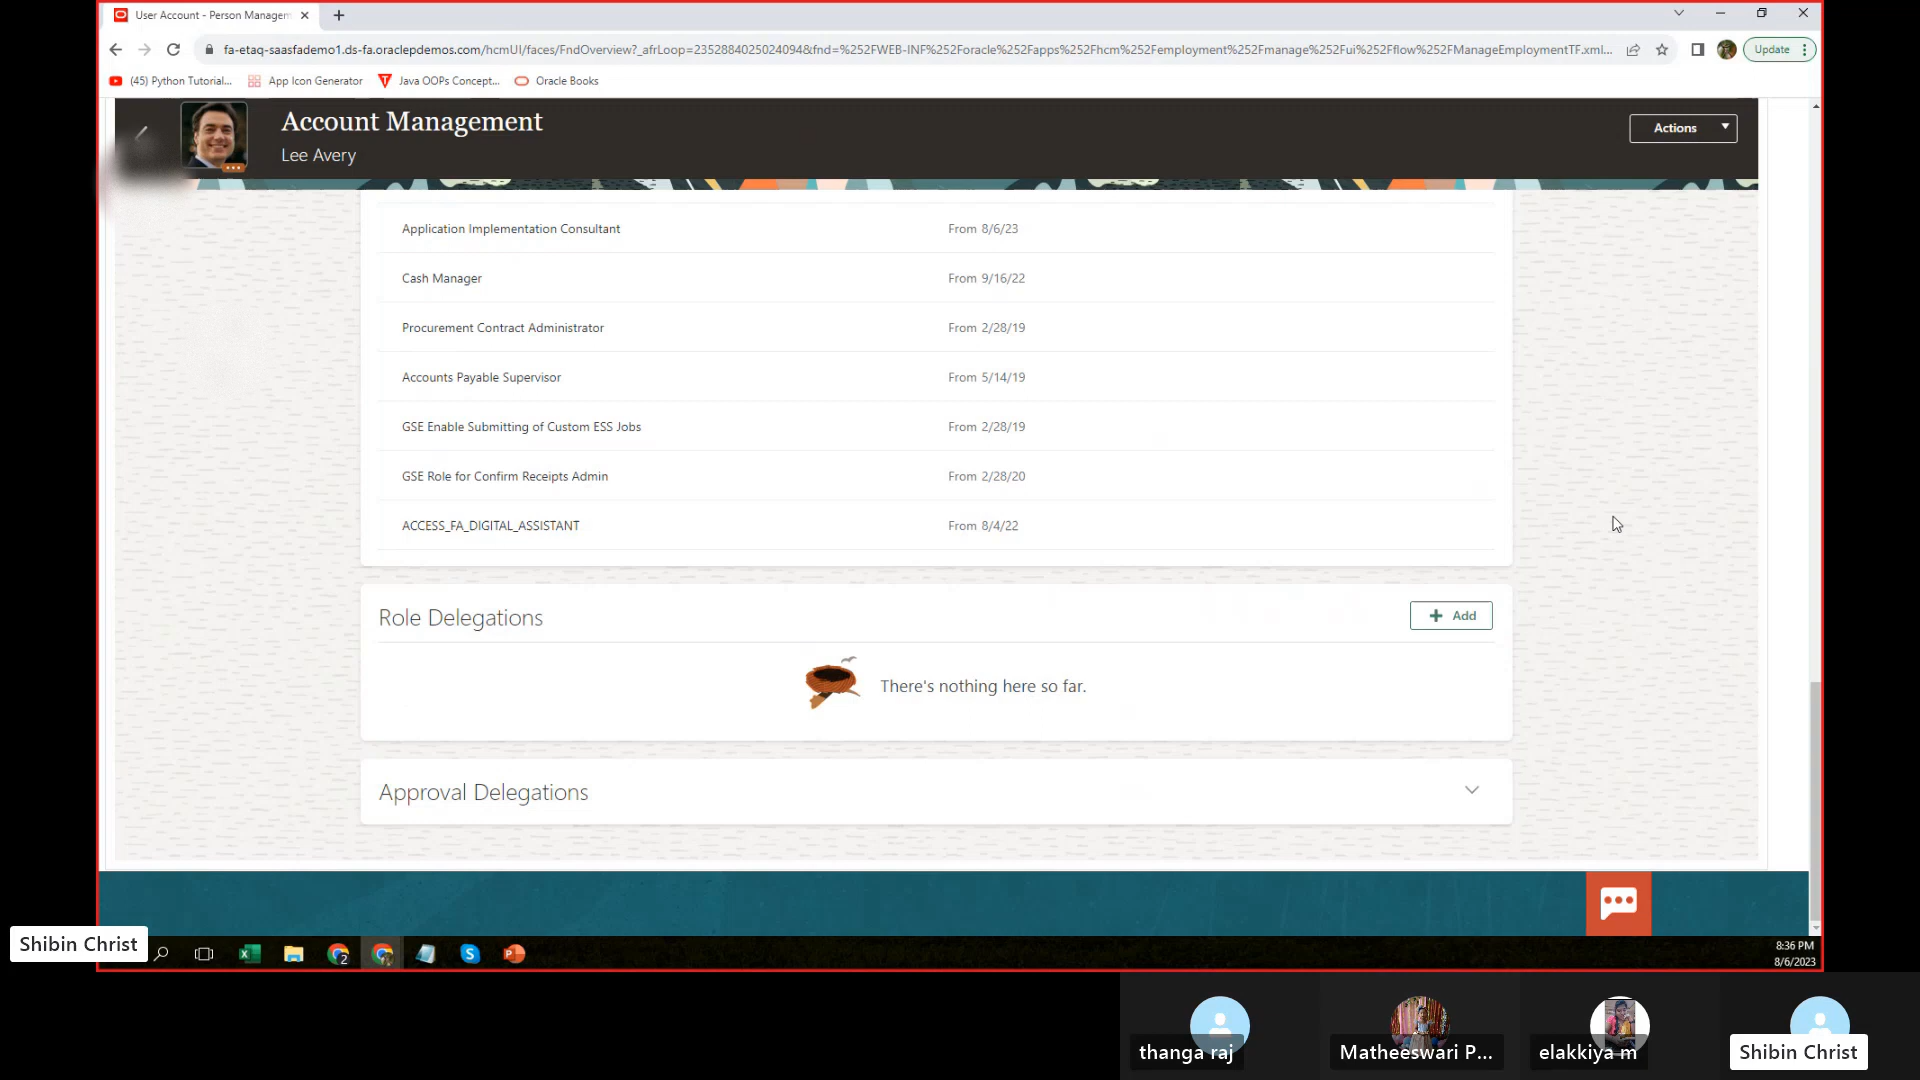 User Account - Person Managem
fa-etaq-saasfademo1.ds-fa.oraclepdemos.com/hcmUI/faces/FndOverview?_afrLoop=2352884025024094&fnd=%252FWEB-INF%252Foracle%252Fapps%252Fhcm%252Femployment%252Fmanage%252Fui%252Fflow%252FManageEmploymentTF.xml...
Update
(45) Python Tutorial...
App Icon Generator
Java OOPs Concept...
Oracle Books
Account Management
Lee Avery
Actions
Application Implementation Consultant
From 8/6/23
Cash Manager
From 9/16/22
Procurement Contract Administrator
From 2/28/19
Accounts Payable Supervisor
From 5/14/19
GSE Enable Submitting of Custom ESS Jobs
From 2/28/19
GSE Role for Confirm Receipts Admin
From 2/28/20
ACCESS_FA_DIGITAL_ASSISTANT
From 8/4/22
Role Delegations
Add
There's nothing here so far.
Approval Delegations
Shibin Christ
8:36 PM
8/6/2023
thanga raj
Matheeswari P...
elakkiya m
Shibin Christ